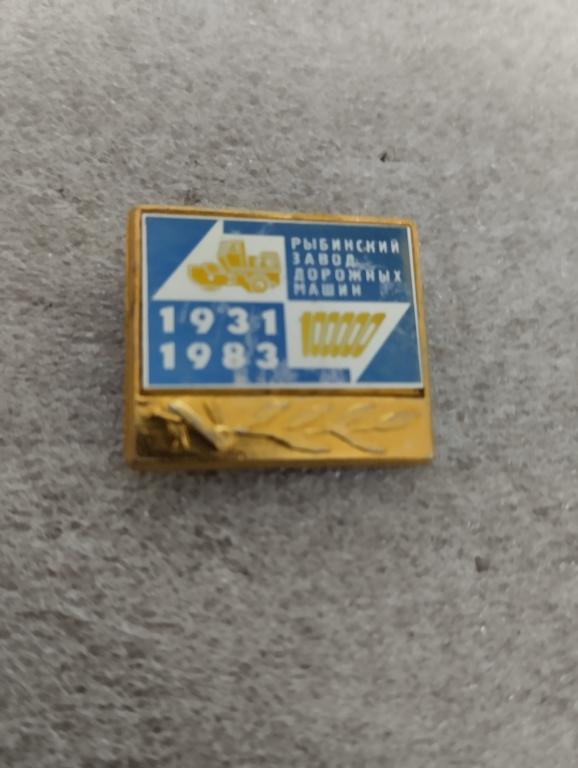 РЫБИНСКИЙ
ЗАВОД
ДОРОЖНЫХ
МАШИН
1931
1983
100000